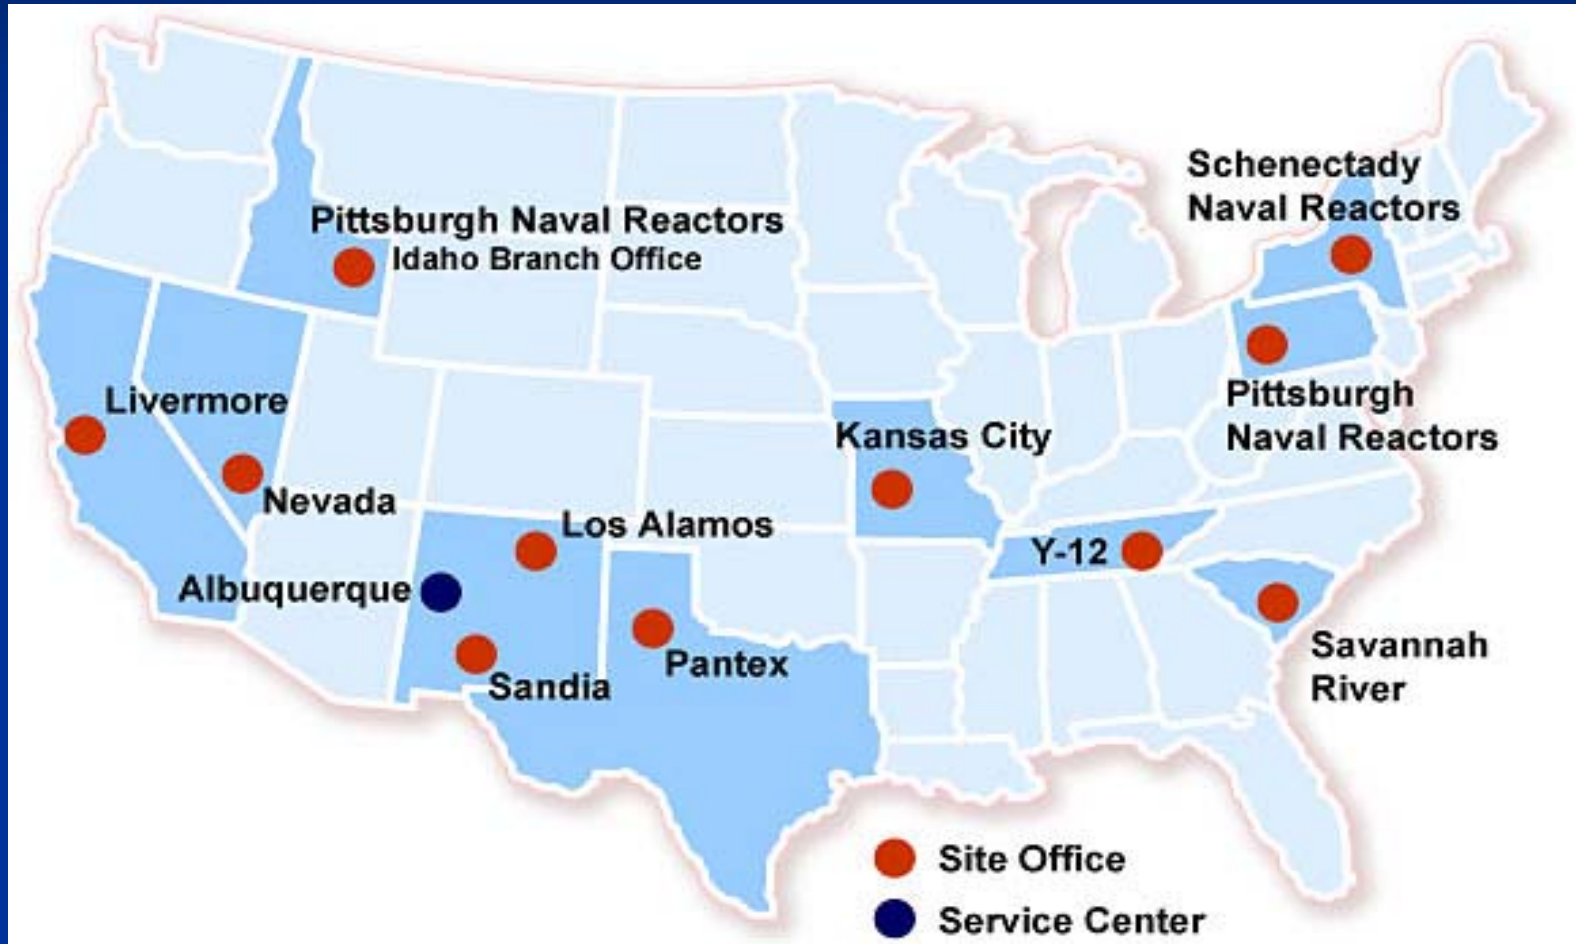 Schenectady
Naval Reactors
Pittsburgh Naval Reactors
Idaho Branch Office
Pittsburgh
Naval Reactors
Livermore
Kansas City
Nevada
Los Alamos
Y-12
Albuquerque
Savannah
River
Pantex
Sandia
Site Office
Service Center